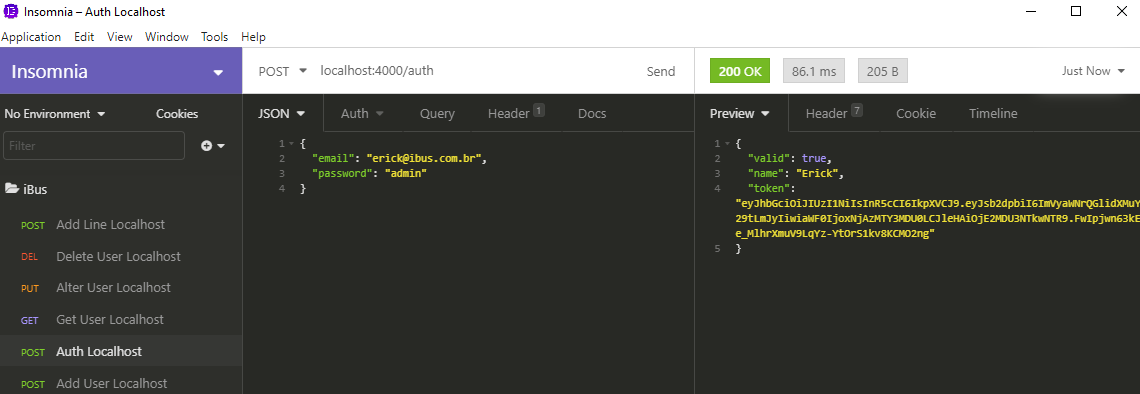 Insomnia – Auth Localhost
Application Edit View Window Tools Help
Insomnia
POST localhost:4000/auth Send
200 OK 86.1 ms 205 B Just Now
No Environment Cookies
Filter
JSON Auth Query Header 1 Docs
Preview Header 7 Cookie Timeline
iBus
POST Add Line Localhost
DEL Delete User Localhost
PUT Alter User Localhost
GET Get User Localhost
POST Auth Localhost
POST Add User Localhost
1 {
2 "email": "erick@ibus.com.br",
3 "password": "admin"
4 }
1 {
2 "valid": true,
3 "name": "Erick",
4 "token":
"eyJhbGciOiJIUzI1NiIsInR5cCI6IkpXVCJ9.eyJsb2dpbiI6ImVyaWNrQGlidXMuY
29tLmJyIiwiaWF0IjoxNjAzMTY3MDU0LCJleHAiOjE2MDU3NTkwNTR9.FwIpjwn63kE
e_MlhrXmuV9LqYz-YtOrS1kv8KCMO2ng"
5 }